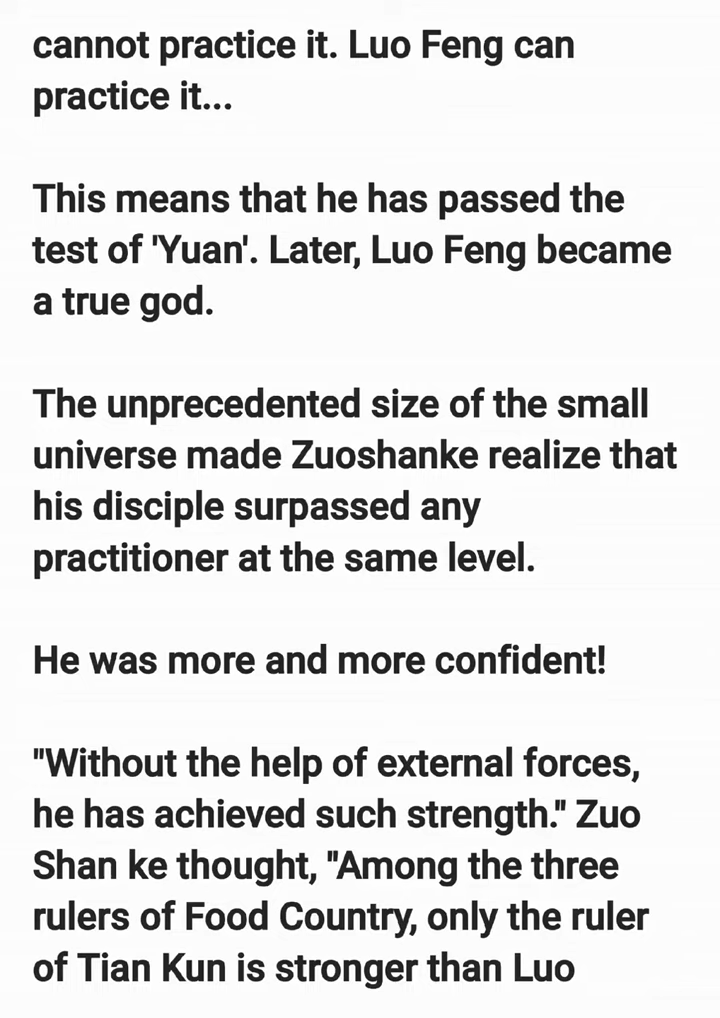 cannot practice it. Luo Feng can
practice it...
This means that he has passed the
test of 'Yuan'. Later, Luo Feng became
a true god.
The unprecedented size of the small
universe made Zuoshanke realize that
his disciple surpassed any
practitioner at the same level.
He was more and more confident!
"Without the help of external forces,
he has achieved such strength." Zuo
Shan ke thought, "Among the three
rulers of Food Country, only the ruler
of Tian Kun is stronger than Luo